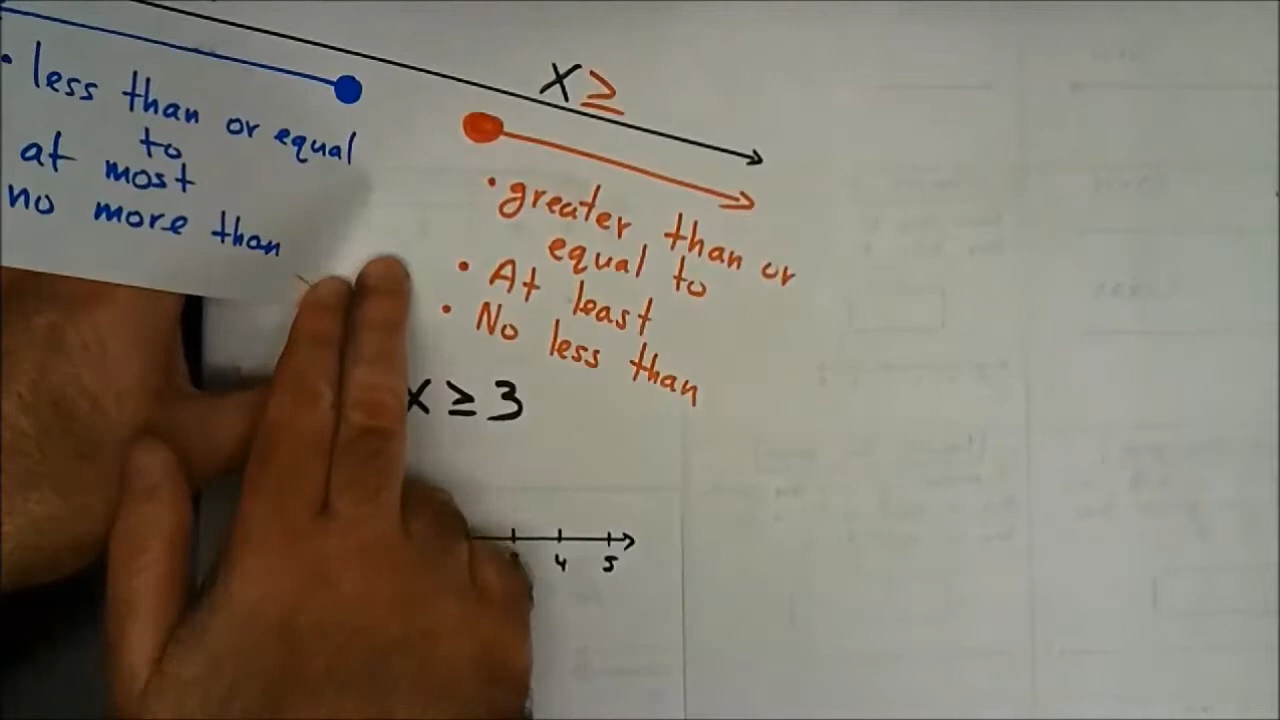 • less than or equal
to
at most
no more than
x ≥
• greater than or
equal to
• At least
• No less than
x ≥ 3
4 5